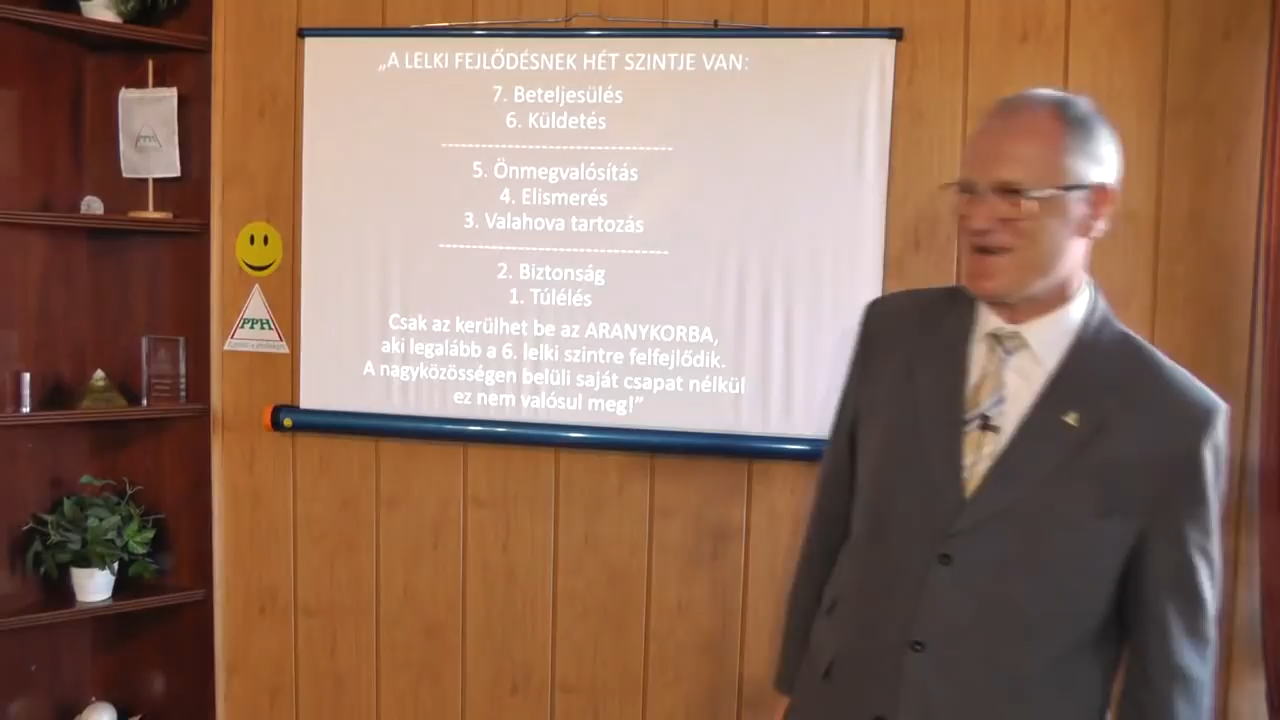 „A LELKI FEJLŐDÉSNEK HÉT SZINTJE VAN:
7. Beteljesülés
6. Küldetés
----------------------------------
5. Önmegvalósítás
4. Elismerés
3. Valahova tartozás
----------------------------------
2. Biztonság
1. Túlélés
Csak az kerülhet be az ARANYKORBA,
aki legalább a 6. lelki szintre felfejlődik.
A nagyközösségen belüli saját csapat nélkül
ez nem valósul meg!”
PPH